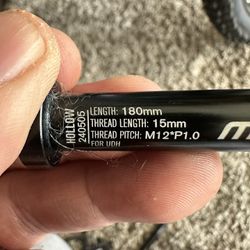 HOLLOW
240505
LENGTH: 180mm
THREAD LENGTH: 15mm
THREAD PITCH: M12*P1.0
FOR UDH